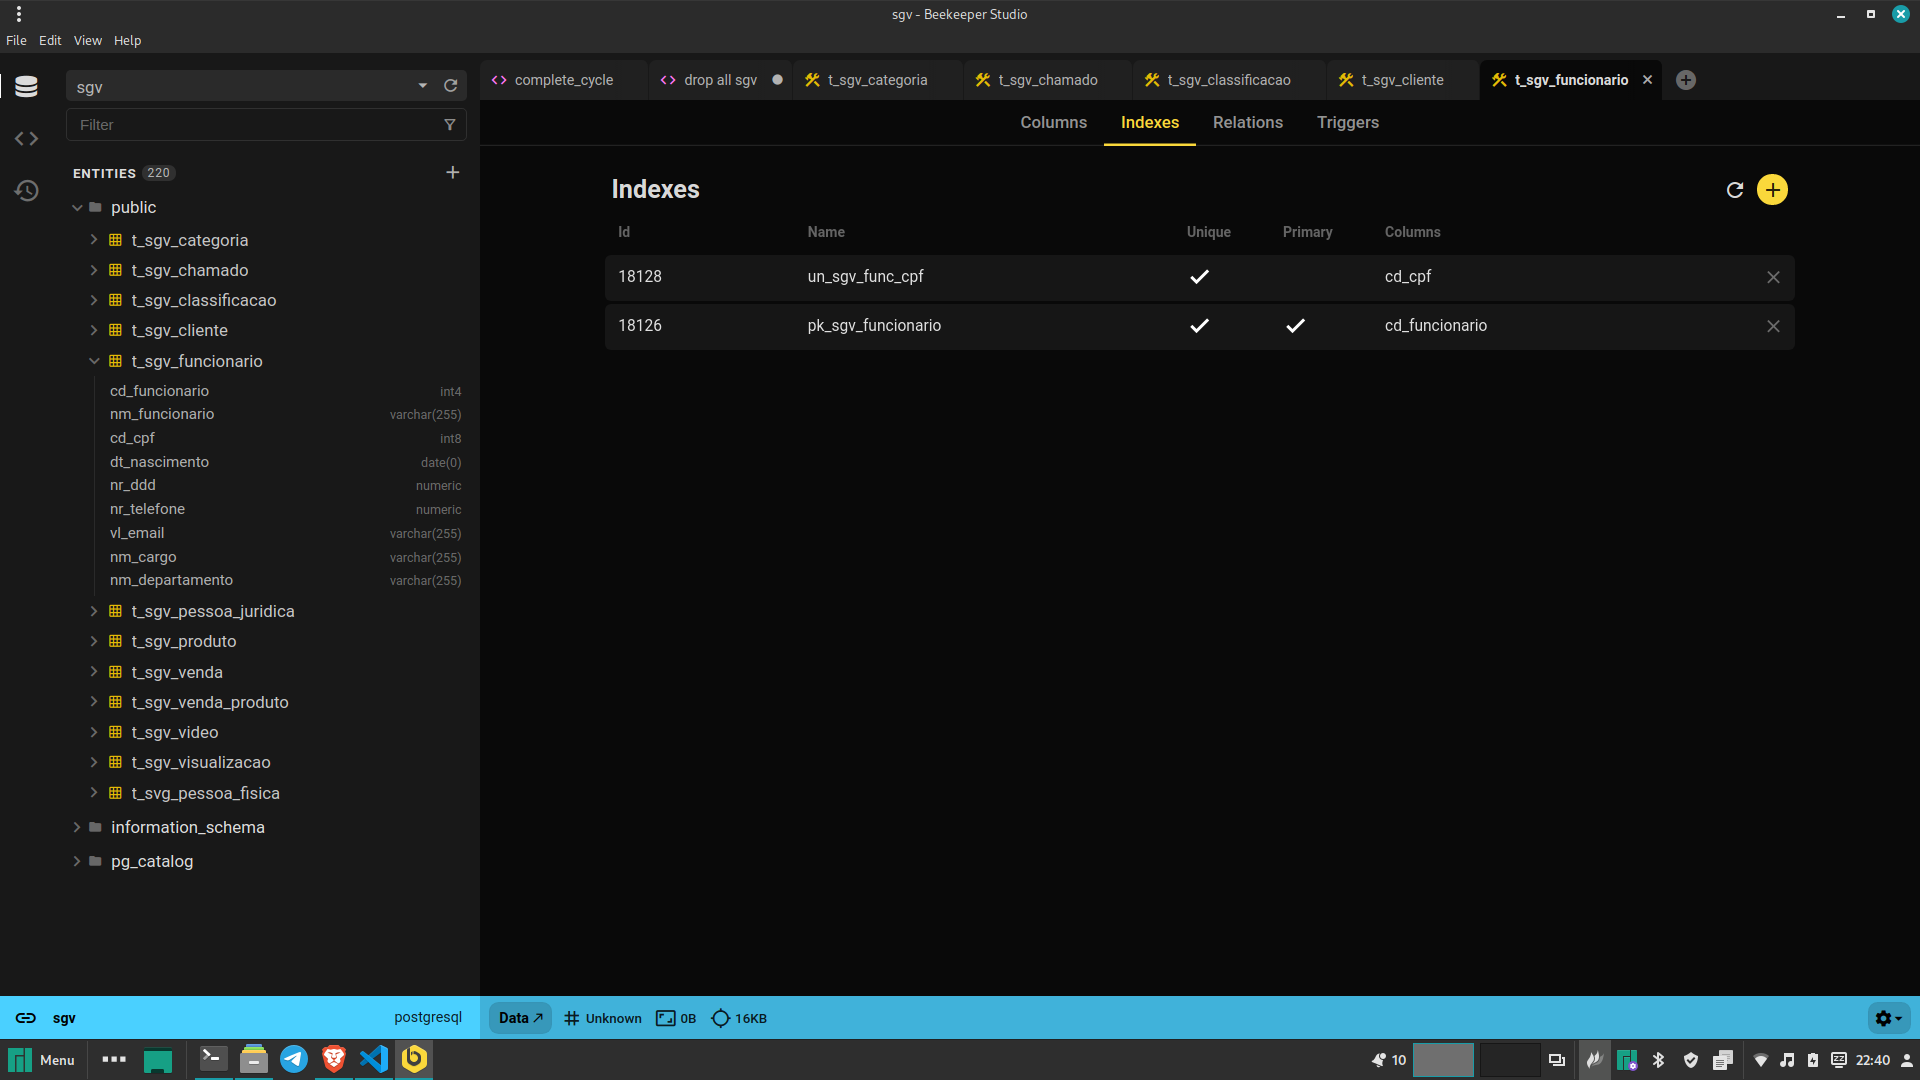 sgv - Beekeeper Studio
File Edit View Help
sgv
Filter
ENTITIES 220
public
t_sgv_categoria
t_sgv_chamado
t_sgv_classificacao
t_sgv_cliente
t_sgv_funcionario
cd_funcionario int4
nm_funcionario varchar(255)
cd_cpf int8
dt_nascimento date(0)
nr_ddd numeric
nr_telefone numeric
vl_email varchar(255)
nm_cargo varchar(255)
nm_departamento varchar(255)
t_sgv_pessoa_juridica
t_sgv_produto
t_sgv_venda
t_sgv_venda_produto
t_sgv_video
t_sgv_visualizacao
t_svg_pessoa_fisica
information_schema
pg_catalog
complete_cycle drop all sgv t_sgv_categoria t_sgv_chamado t_sgv_classificacao t_sgv_cliente t_sgv_funcionario
Columns Indexes Relations Triggers
Indexes
Id Name Unique Primary Columns
18128 un_sgv_func_cpf cd_cpf
18126 pk_sgv_funcionario cd_funcionario
sgv postgresql Data Unknown 0B 16KB
Menu 10 22:40